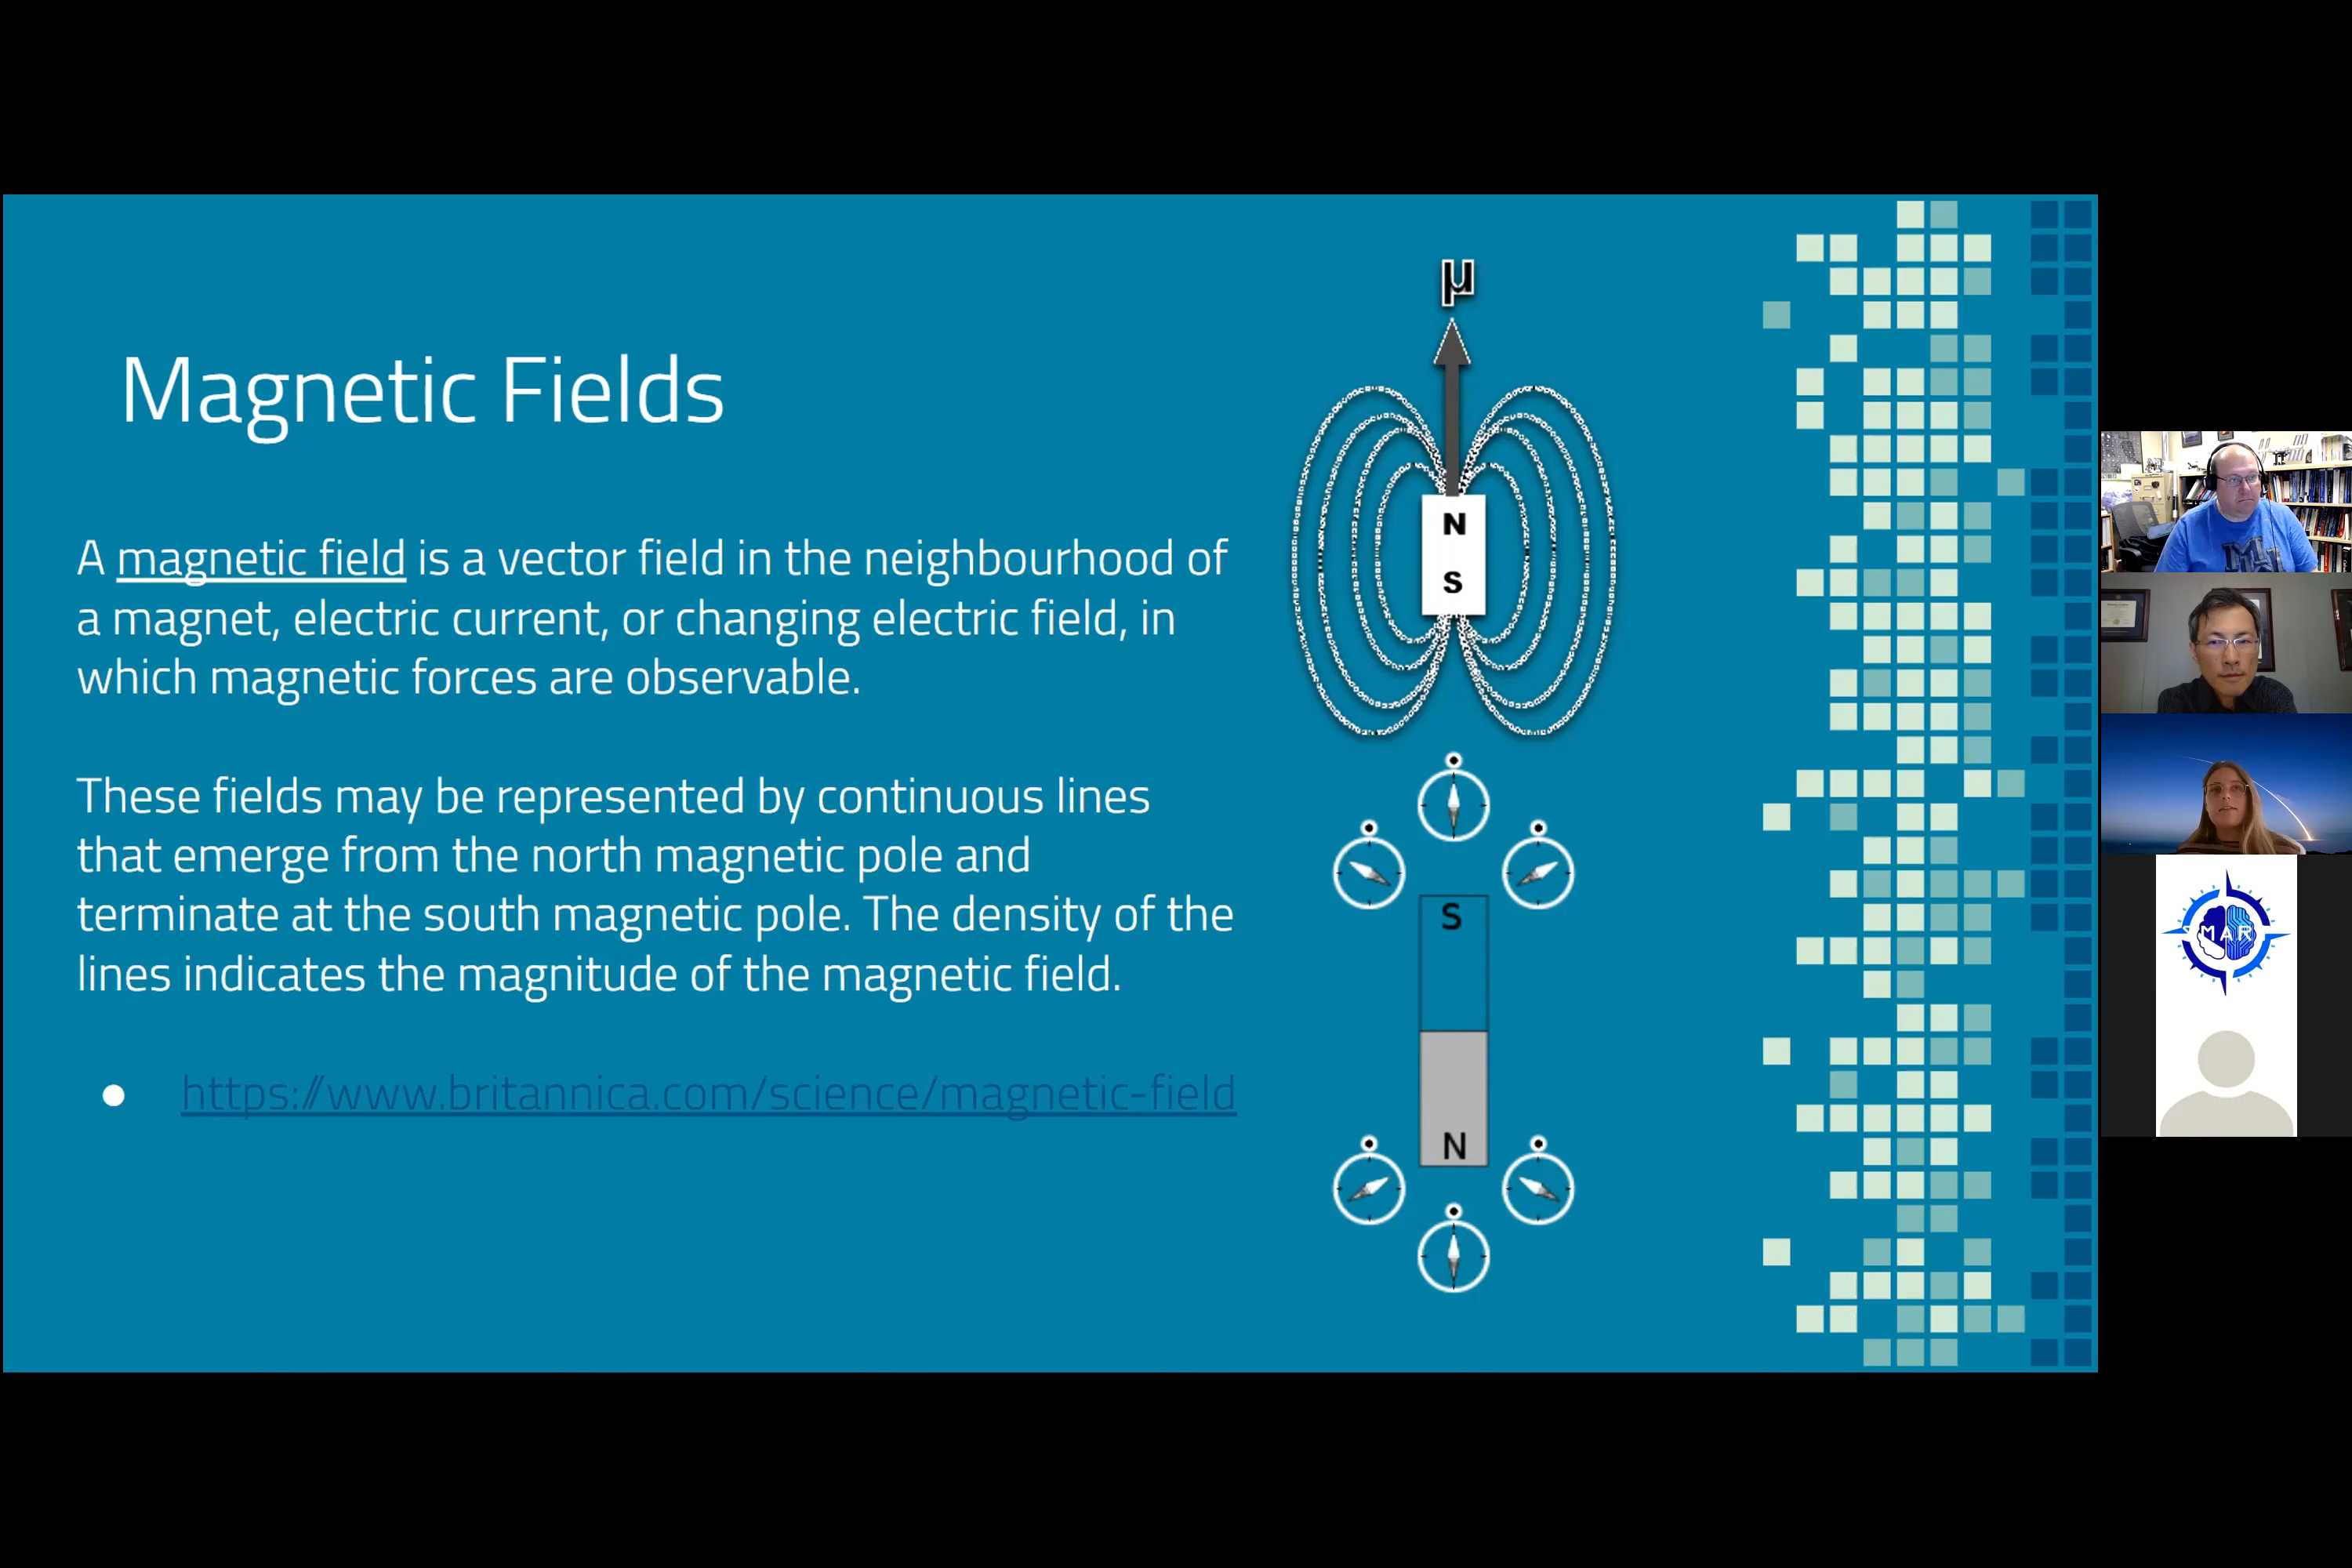 Magnetic Fields
A magnetic field is a vector field in the neighbourhood of
a magnet, electric current, or changing electric field, in
which magnetic forces are observable.
These fields may be represented by continuous lines
that emerge from the north magnetic pole and
terminate at the south magnetic pole. The density of the
lines indicates the magnitude of the magnetic field.
● https://www.britannica.com/science/magnetic-field
μ
N
S
S
N